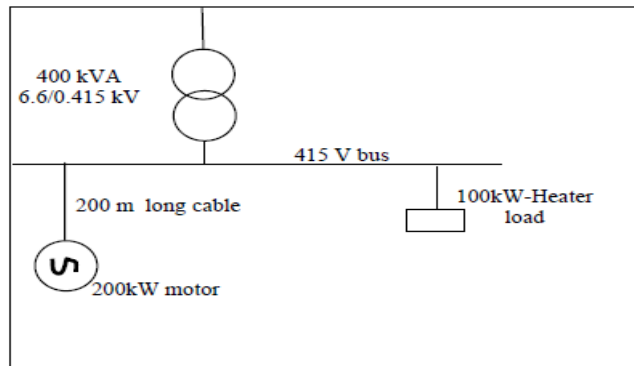 400 kVA
6.6/0.415 kV
415 V bus
200 m long cable
100kW-Heater
load
200kW motor